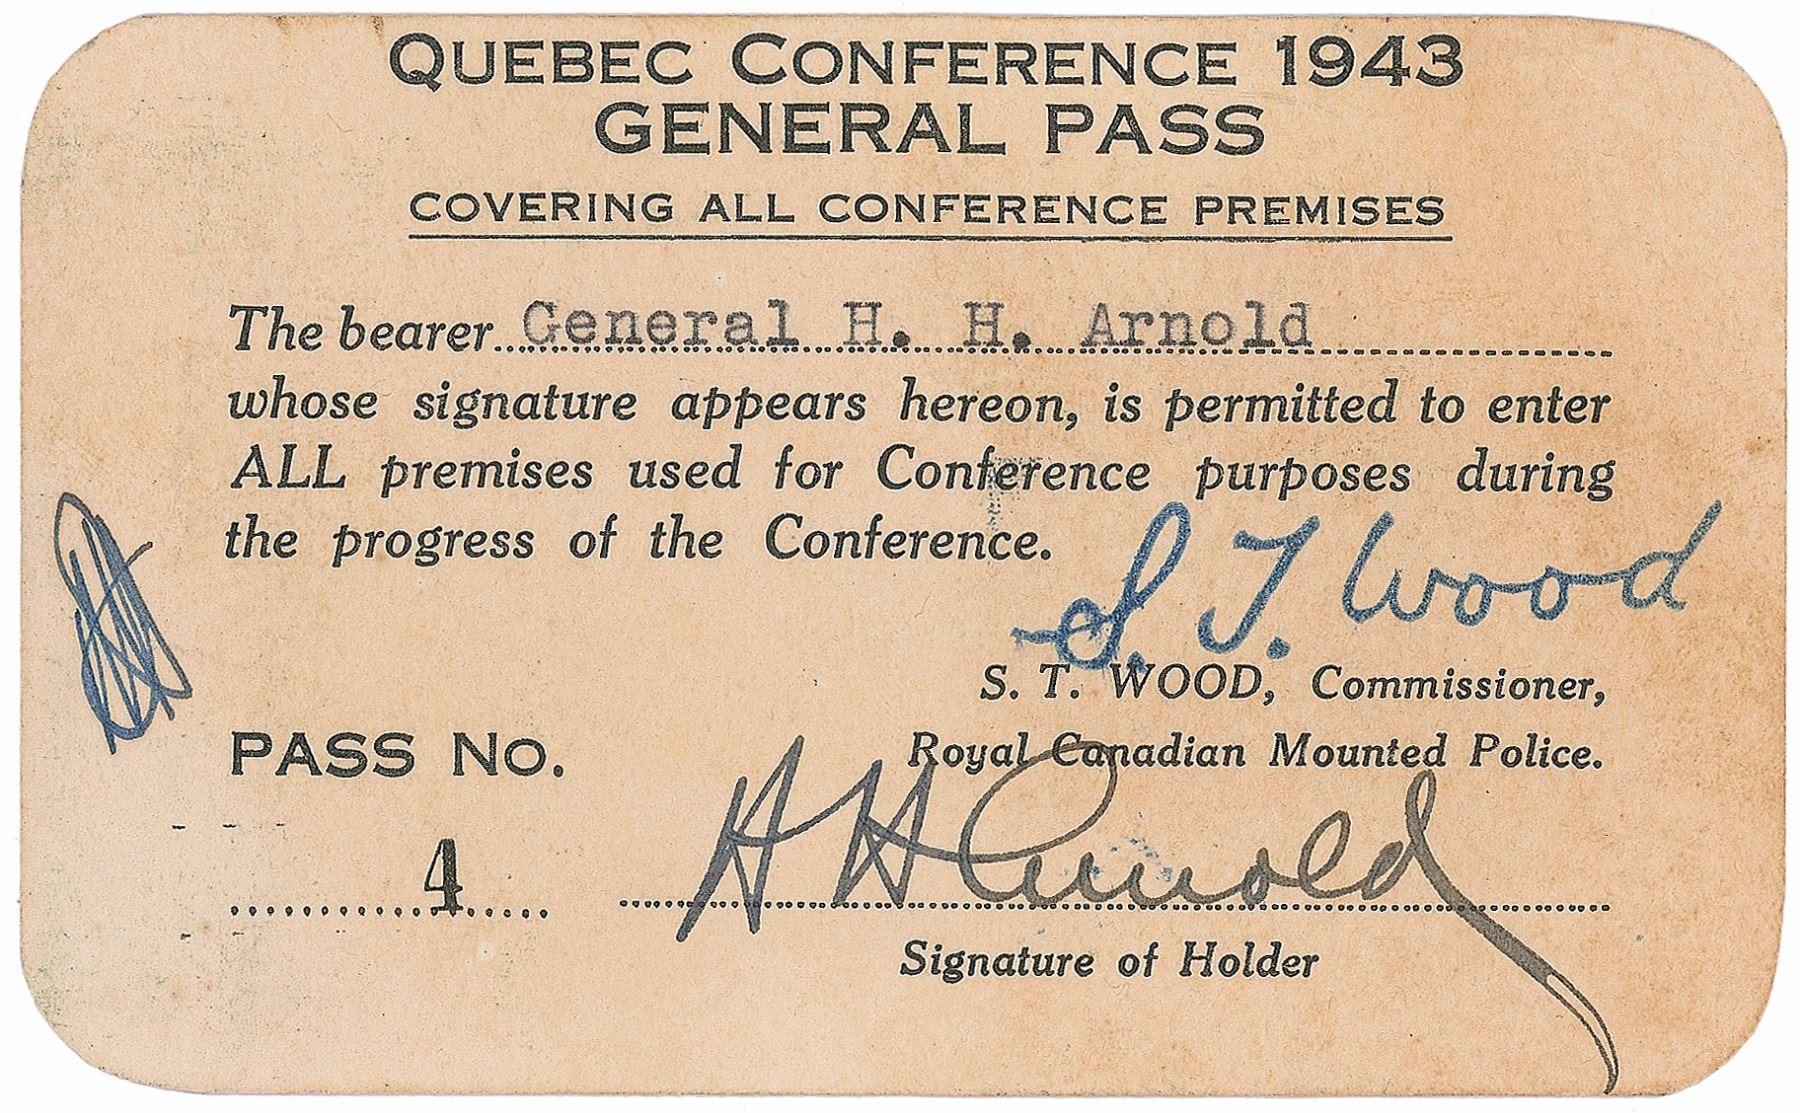 QUEBEC CONFERENCE 1943
GENERAL PASS
COVERING ALL CONFERENCE PREMISES
The bearer General H. H. Arnold
whose signature appears hereon, is permitted to enter
ALL premises used for Conference purposes during
the progress of the Conference.
S. T. Wood
S. T. WOOD, Commissioner,
Royal Canadian Mounted Police.
PASS No.
4
H H Arnold
Signature of Holder